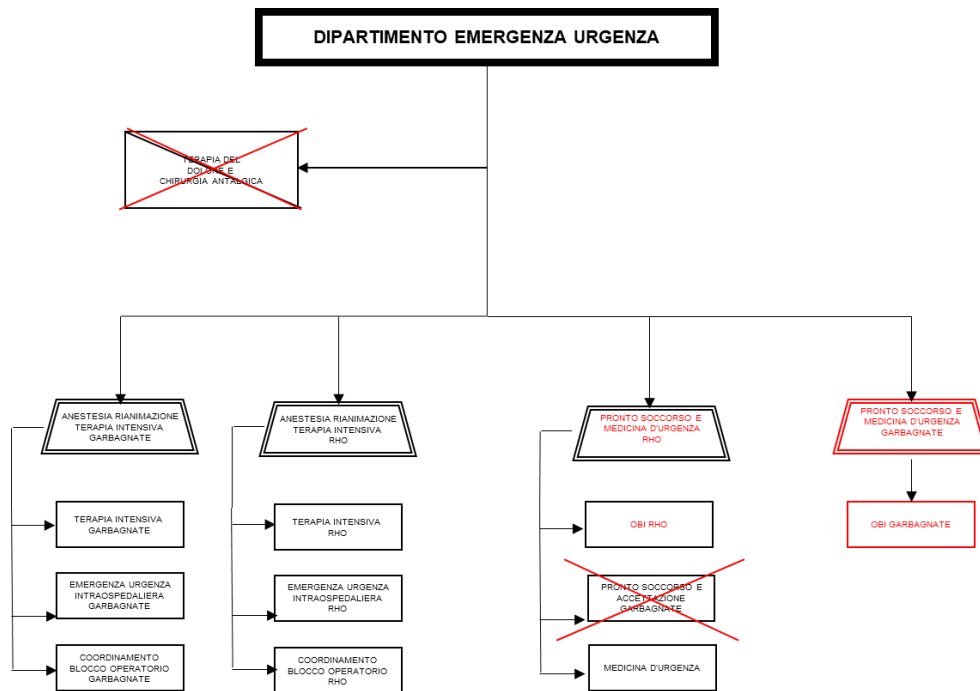 DIPARTIMENTO EMERGENZA URGENZA
TERAPIA DEL
DOLORE E
CHIRURGIA ANTALGICA
ANESTESIA RIANIMAZIONE
TERAPIA INTENSIVA
GARBAGNATE
ANESTESIA RIANIMAZIONE
TERAPIA INTENSIVA
RHO
PRONTO SOCCORSO E
MEDICINA D'URGENZA
RHO
PRONTO SOCCORSO E
MEDICINA D'URGENZA
GARBAGNATE
TERAPIA INTENSIVA
GARBAGNATE
TERAPIA INTENSIVA
RHO
OBI RHO
OBI GARBAGNATE
EMERGENZA URGENZA
INTRAOSPEDALIERA
GARBAGNATE
EMERGENZA URGENZA
INTRAOSPEDALIERA
RHO
PRONTO SOCCORSO E
ACCETTAZIONE
GARBAGNATE
COORDINAMENTO
BLOCCO OPERATORIO
GARBAGNATE
COORDINAMENTO
BLOCCO OPERATORIO
RHO
MEDICINA D'URGENZA